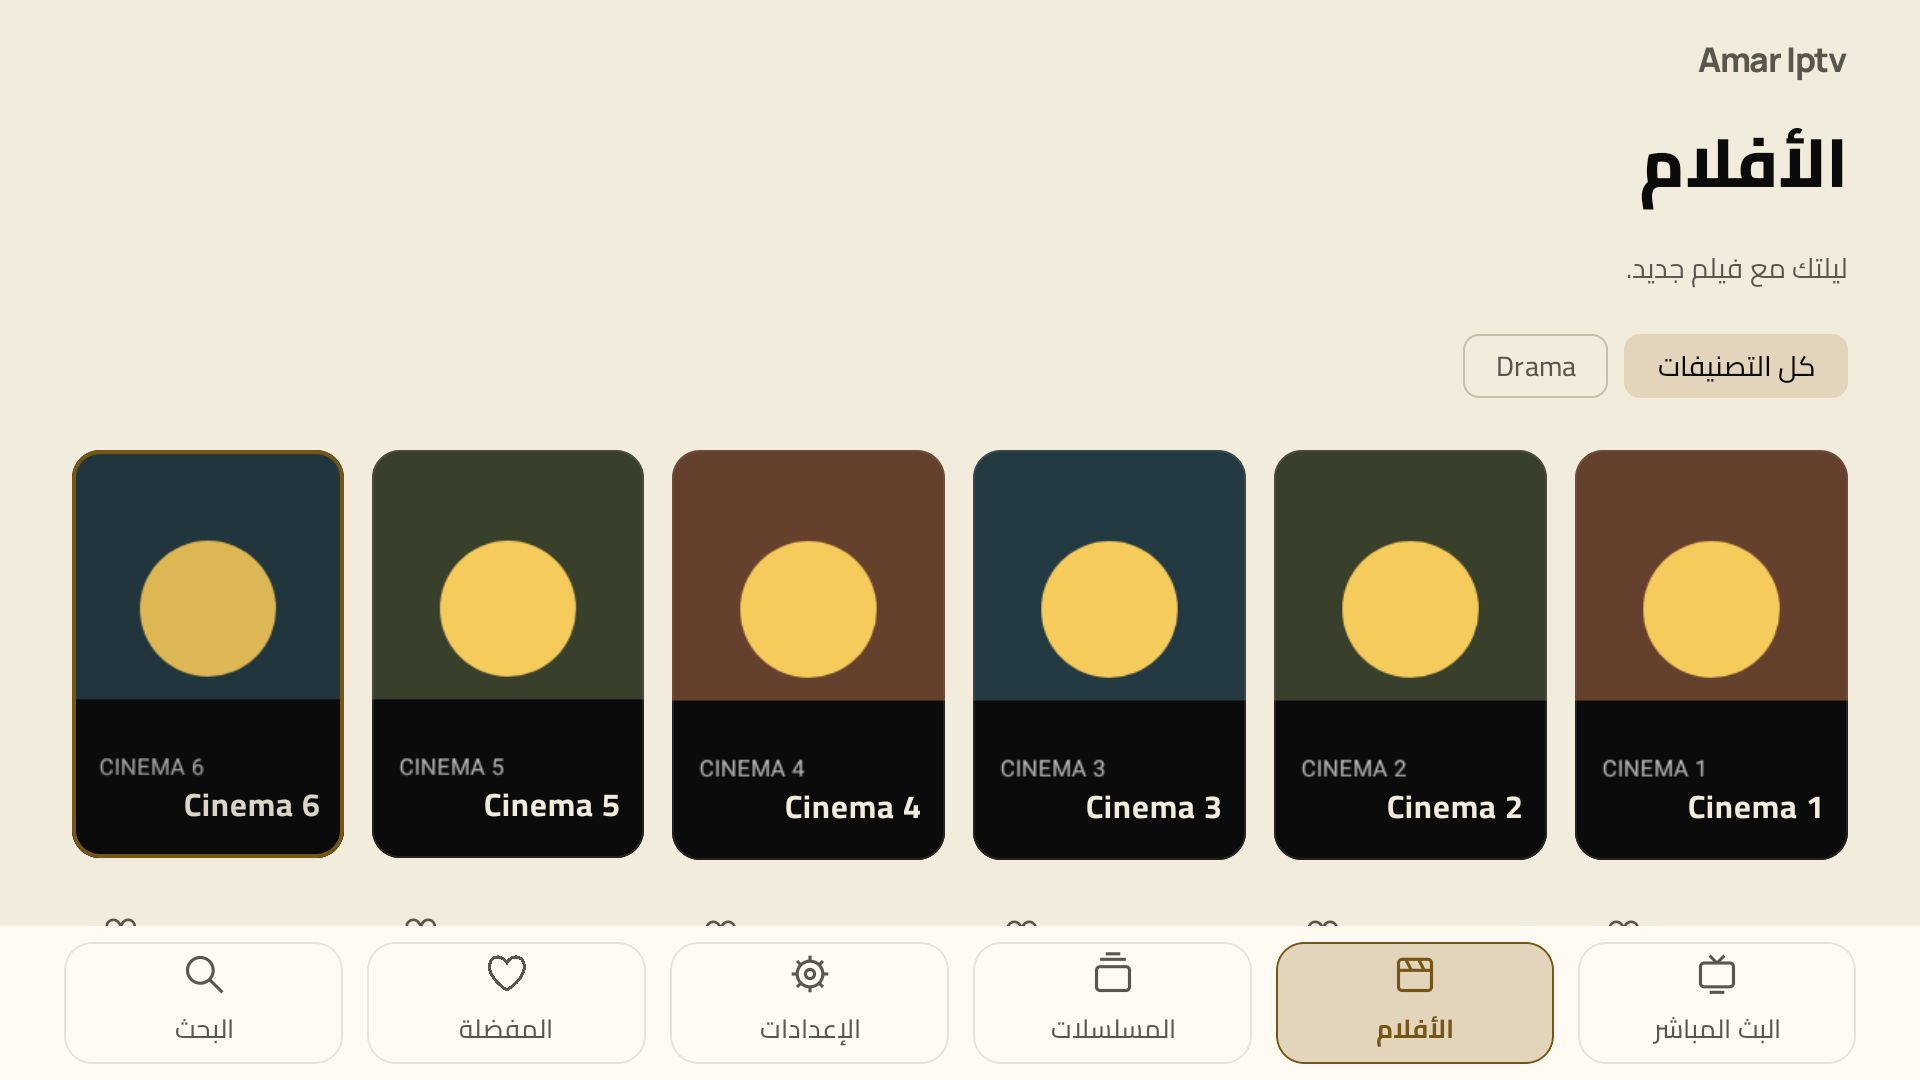 Amar Iptv
الأفلام
ليلتك مع فيلم جديد.
كل التصنيفات
Drama
CINEMA 1
Cinema 1
CINEMA 2
Cinema 2
CINEMA 3
Cinema 3
CINEMA 4
Cinema 4
CINEMA 5
Cinema 5
CINEMA 6
Cinema 6
البث المباشر
الأفلام
المسلسلات
الإعدادات
المفضلة
البحث